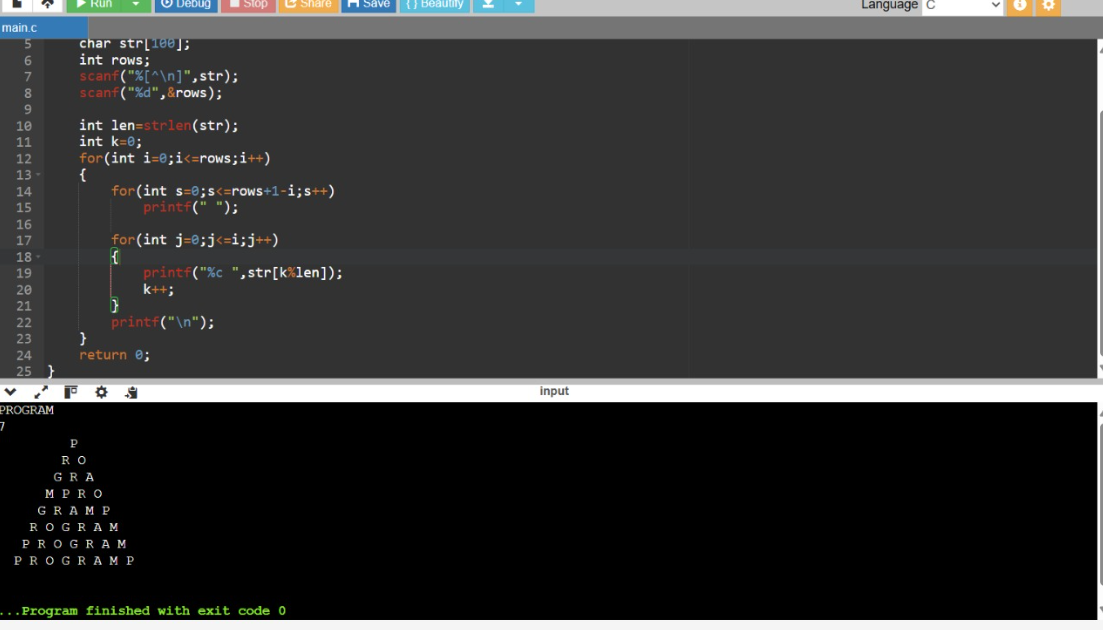 Run Debug Stop Share Save { } Beautify Language C
main.c
5 char str[100];
6 int rows;
7 scanf("%[^\n]",str);
8 scanf("%d",&rows);
9
10 int len=strlen(str);
11 int k=0;
12 for(int i=0;i<=rows;i++)
13 {
14 for(int s=0;s<=rows+1-i;s++)
15 printf(" ");
16
17 for(int j=0;j<=i;j++)
18 {
19 printf("%c ",str[k%len]);
20 k++;
21 }
22 printf("\n");
23 }
24 return 0;
25 }
input
PROGRAM
7
P
R O
G R A
M P R O
G R A M P
R O G R A M
P R O G R A M
P R O G R A M P
...Program finished with exit code 0